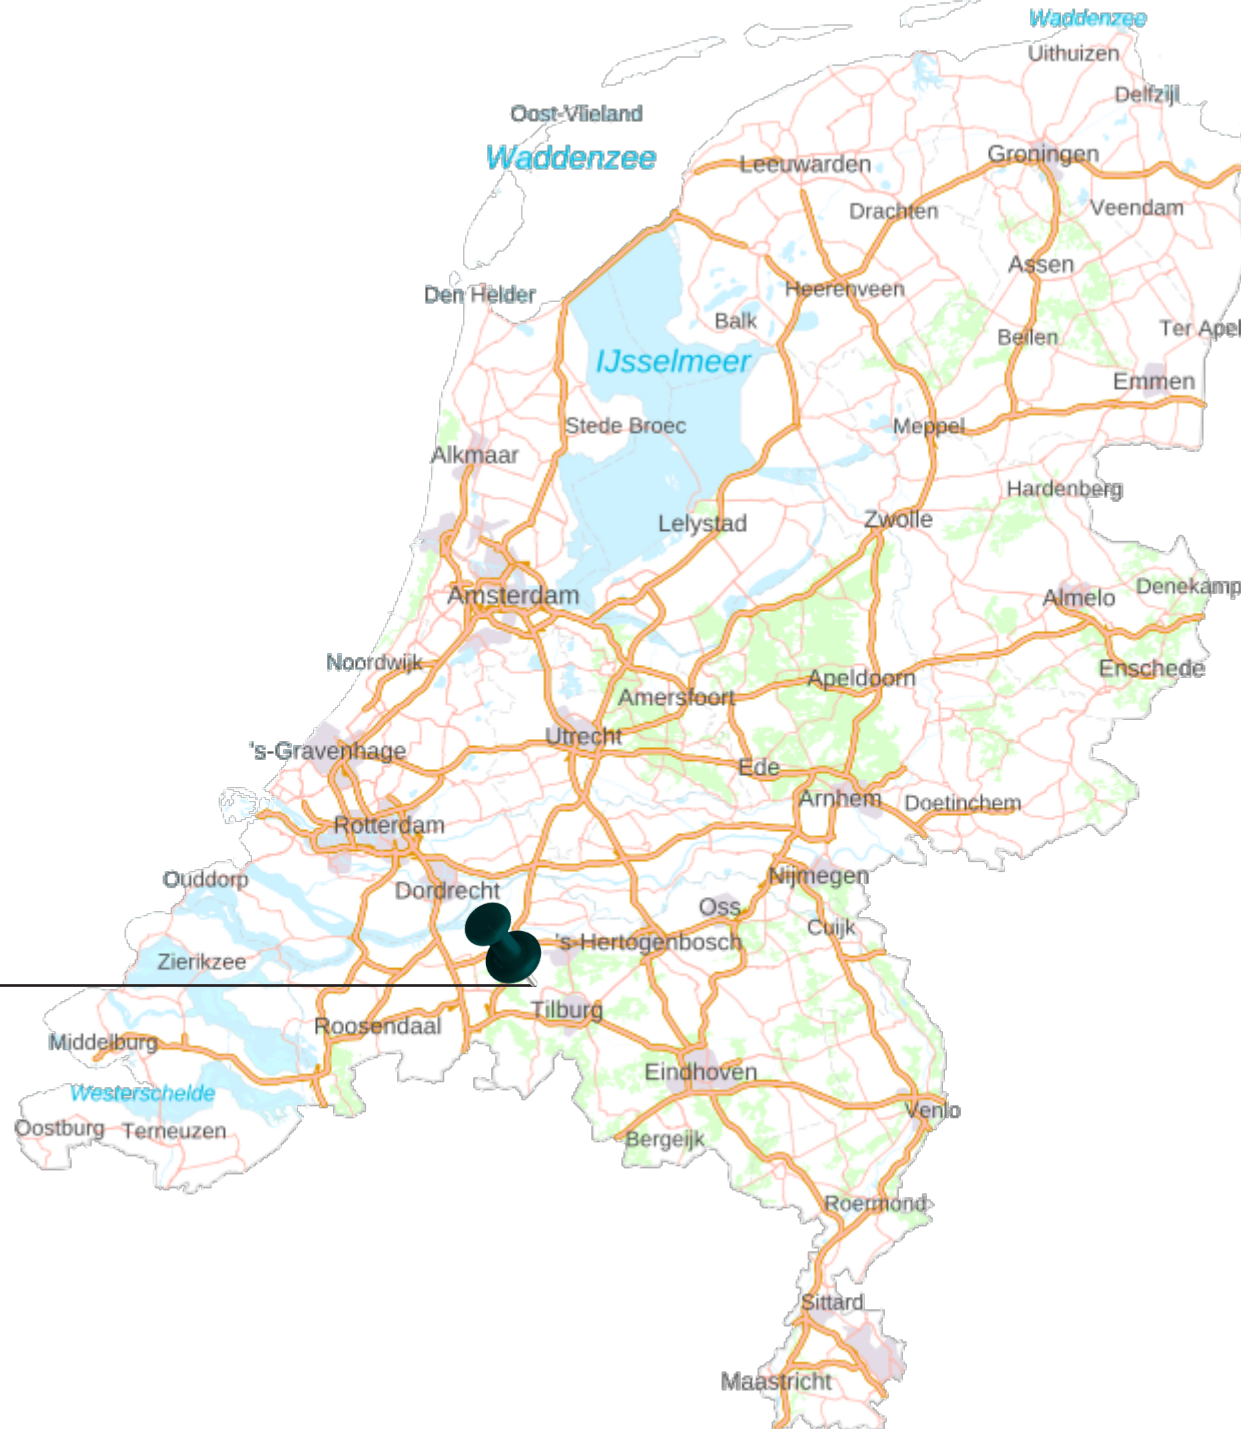 Waddenzee
Uithuizen
Delfzijl
Oost-Vlieland
Waddenzee
Leeuwarden
Groningen
Drachten
Veendam
Assen
Den Helder
Heerenveen
Balk
Beilen
Ter Apel
IJsselmeer
Emmen
Stede Broec
Meppel
Alkmaar
Hardenberg
Lelystad
Zwolle
Amsterdam
Almelo
Denekamp
Noordwijk
Enschede
Apeldoorn
Amersfoort
Utrecht
's-Gravenhage
Ede
Arnhem
Doetinchem
Rotterdam
Ouddorp
Dordrecht
Nijmegen
Oss
Cuijk
's-Hertogenbosch
Zierikzee
Tilburg
Roosendaal
Middelburg
Eindhoven
Westerschelde
Venlo
Oostburg
Terneuzen
Bergeijk
Roermond
Sittard
Maastricht